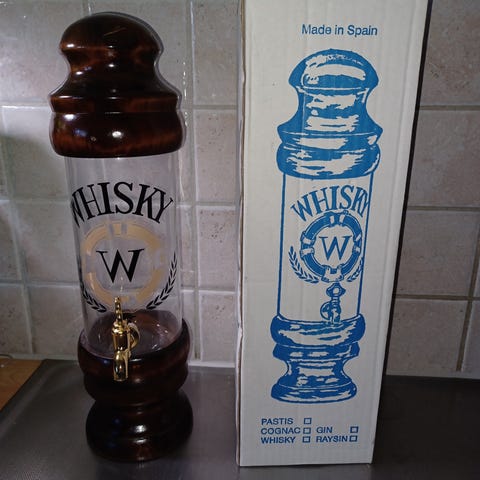 WHISKY
W
Made in Spain
WHISKY
W
PASTIS
COGNAC GIN
WHISKY RAYSIN